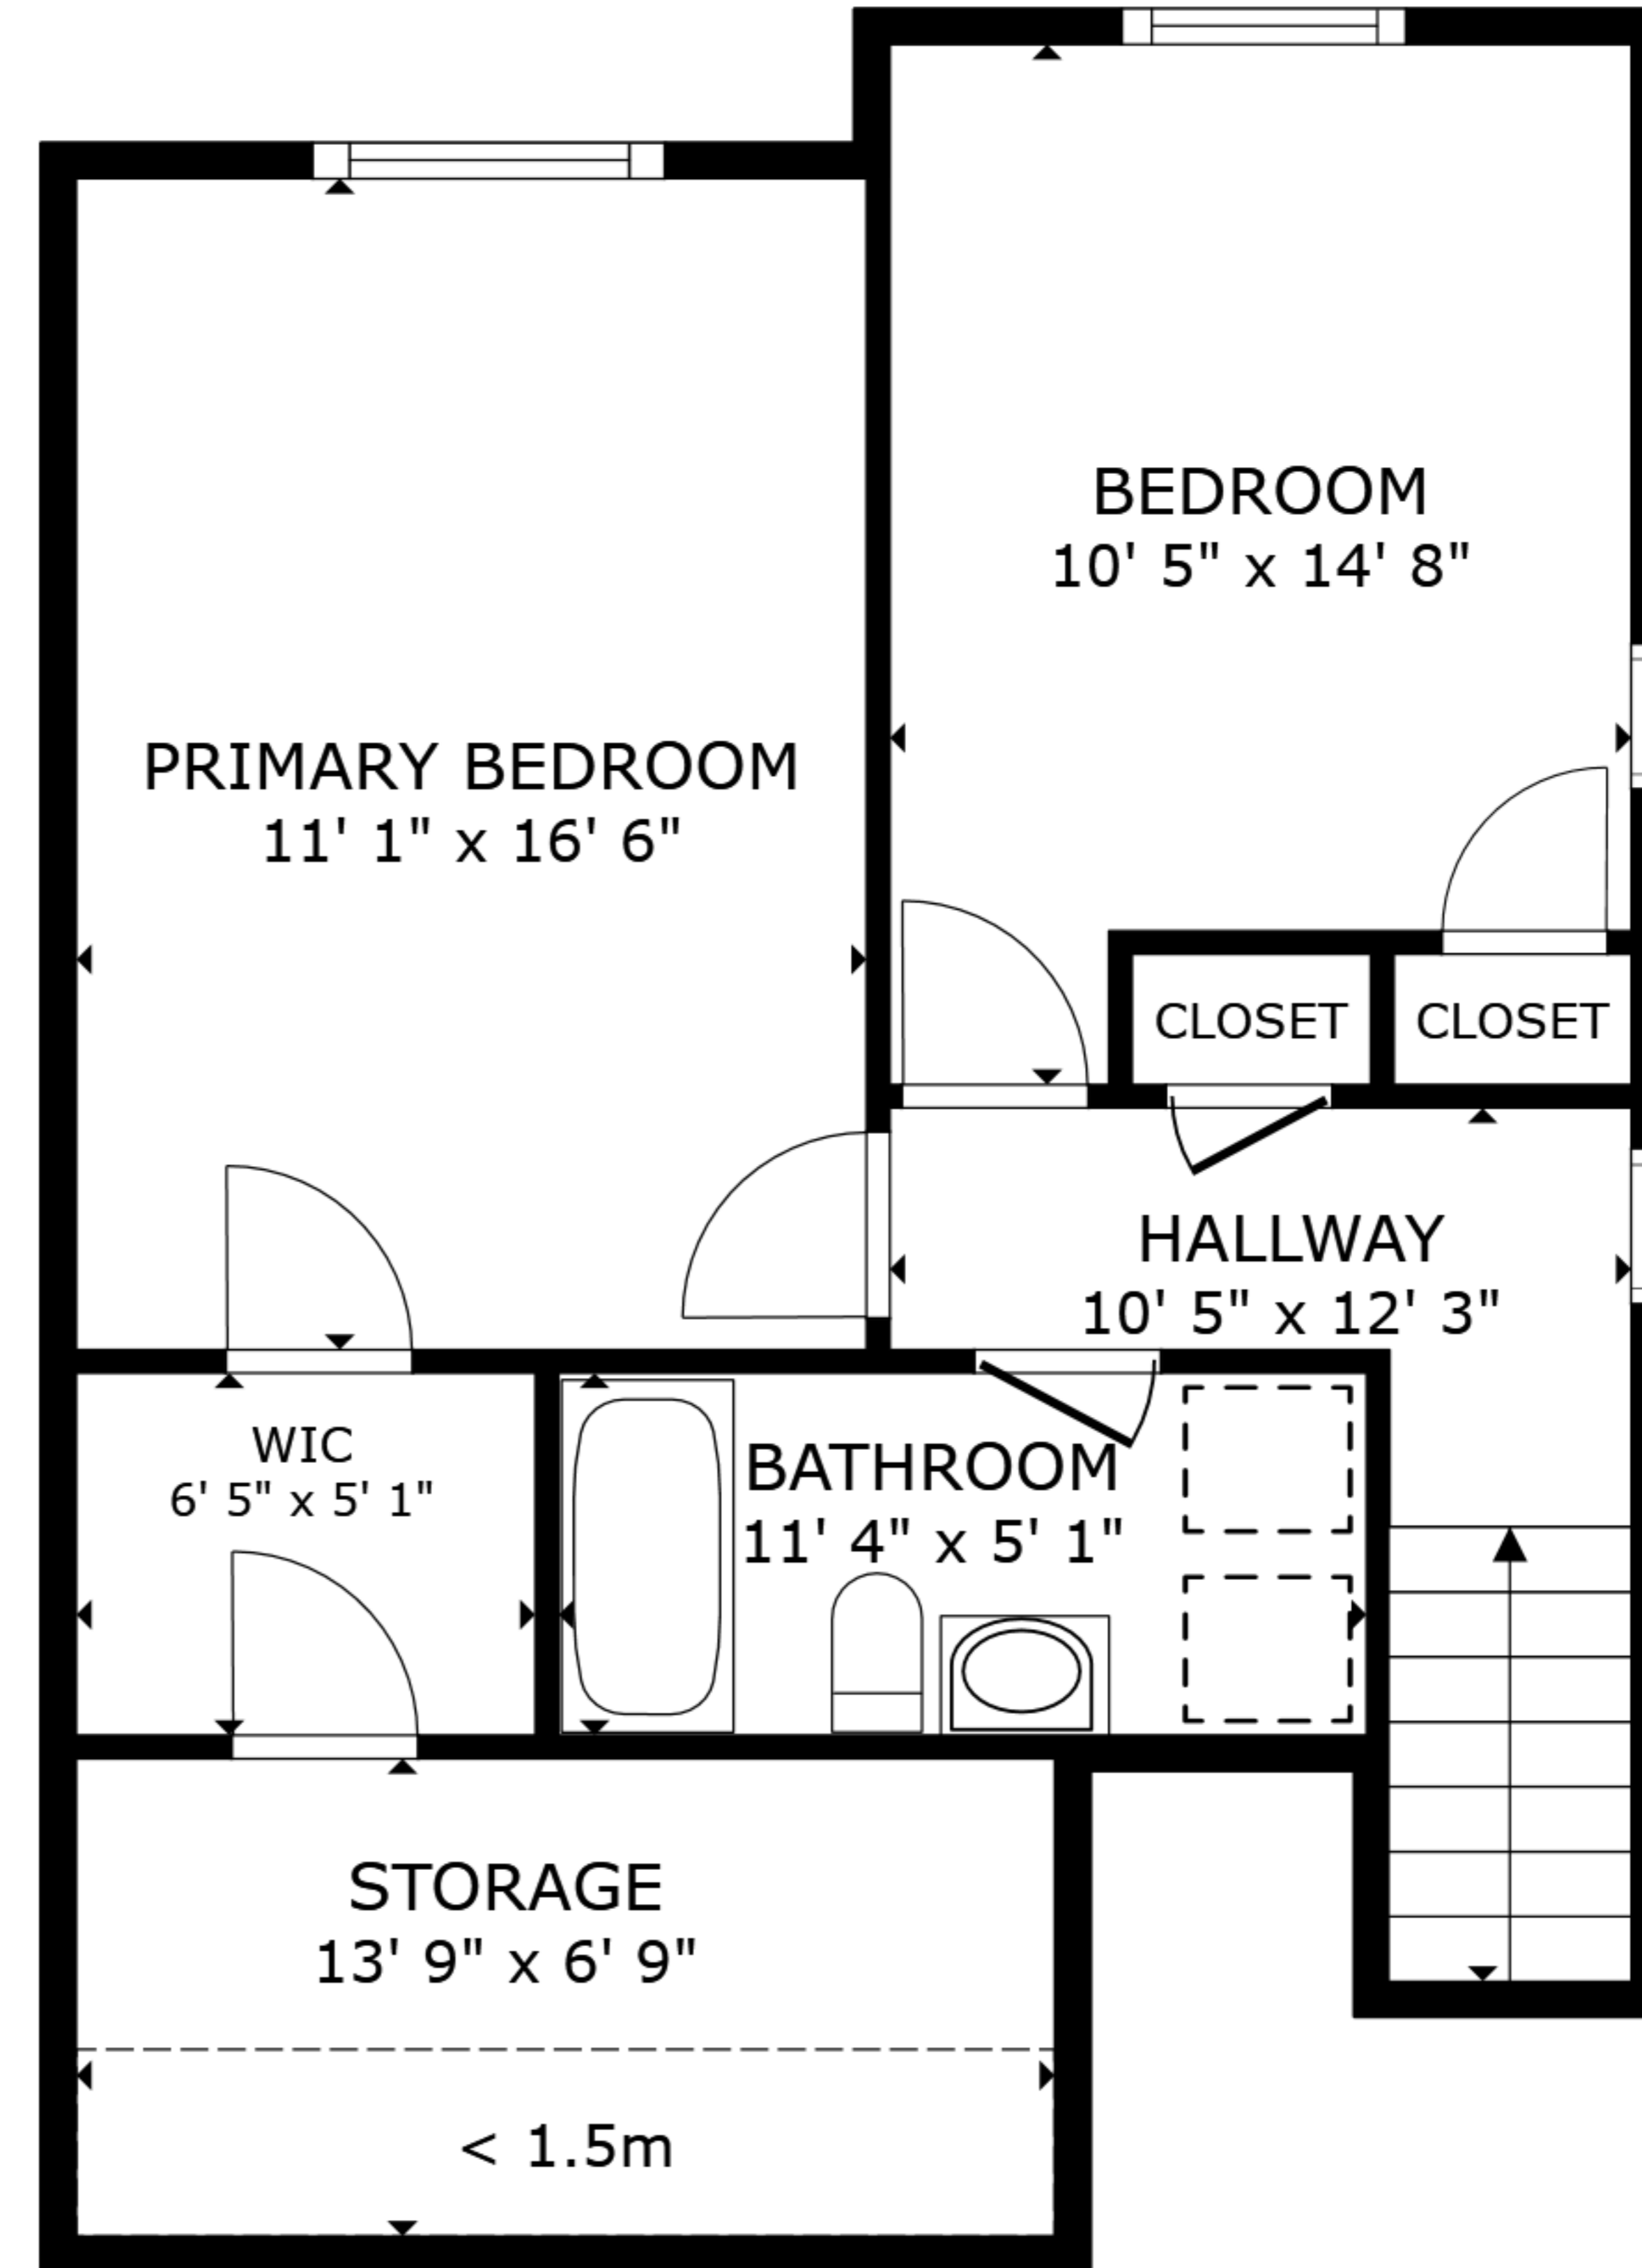 BEDROOM
10' 5" x 14' 8"
PRIMARY BEDROOM
11' 1" x 16' 6"
CLOSET
CLOSET
HALLWAY
10' 5" x 12' 3"
WIC
6' 5" x 5' 1"
BATHROOM
11' 4" x 5' 1"
STORAGE
13' 9" x 6' 9"
< 1.5m